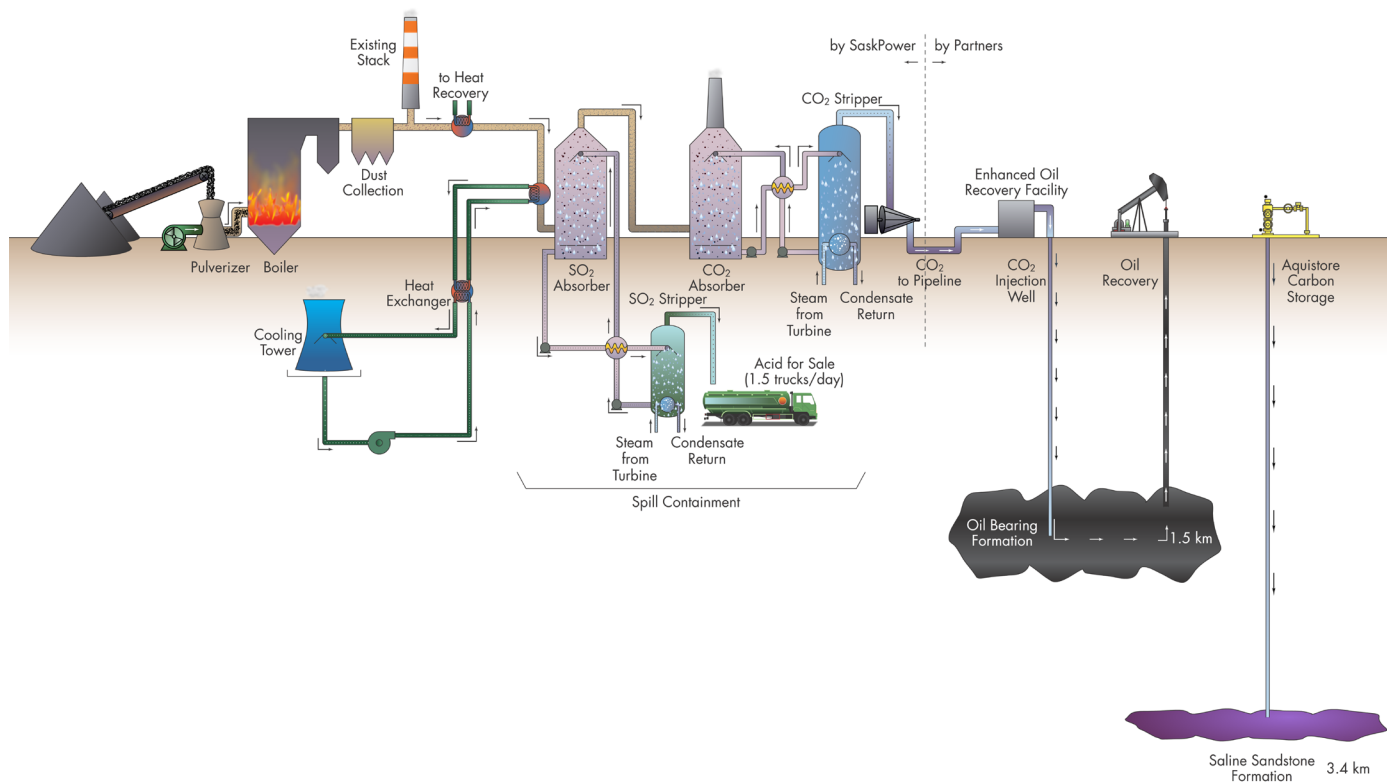 Existing
Stack
to Heat
Recovery
by SaskPower
by Partners
CO2 Stripper
Dust
Collection
Enhanced Oil
Recovery Facility
Pulverizer
Boiler
Heat
Exchanger
SO2
Absorber
CO2
Absorber
CO2
to Pipeline
CO2
Injection
Well
Oil
Recovery
Aquistore
Carbon
Storage
SO2 Stripper
Steam
from
Turbine
Condensate
Return
Cooling
Tower
Acid for Sale
(1.5 trucks/day)
Steam
from
Turbine
Condensate
Return
Spill Containment
Oil Bearing
Formation
1.5 km
Saline Sandstone
Formation
3.4 km